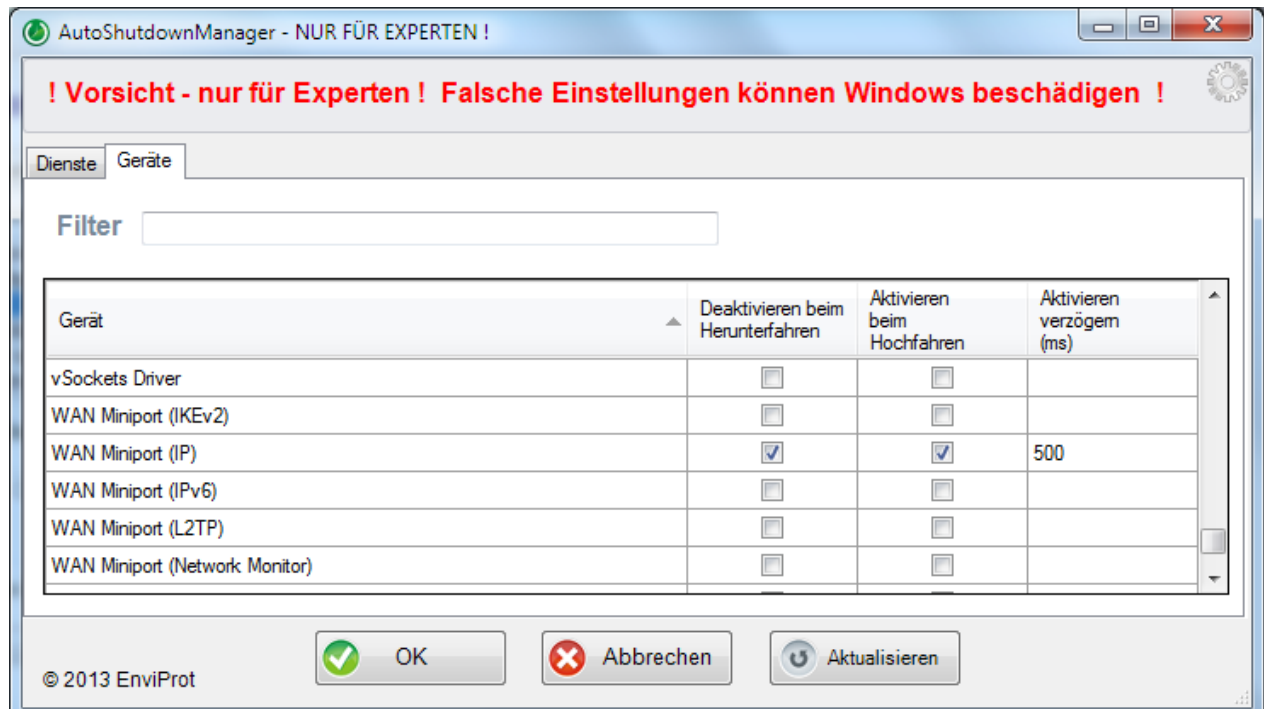 AutoShutdownManager - NUR FÜR EXPERTEN !
! Vorsicht - nur für Experten ! Falsche Einstellungen können Windows beschädigen !
Dienste Geräte
Filter
Gerät
Deaktivieren beim
Herunterfahren
Aktivieren
beim
Hochfahren
Aktivieren
verzögern
(ms)
vSockets Driver
WAN Miniport (IKEv2)
WAN Miniport (IP) 500
WAN Miniport (IPv6)
WAN Miniport (L2TP)
WAN Miniport (Network Monitor)
OK Abbrechen Aktualisieren
© 2013 EnviProt